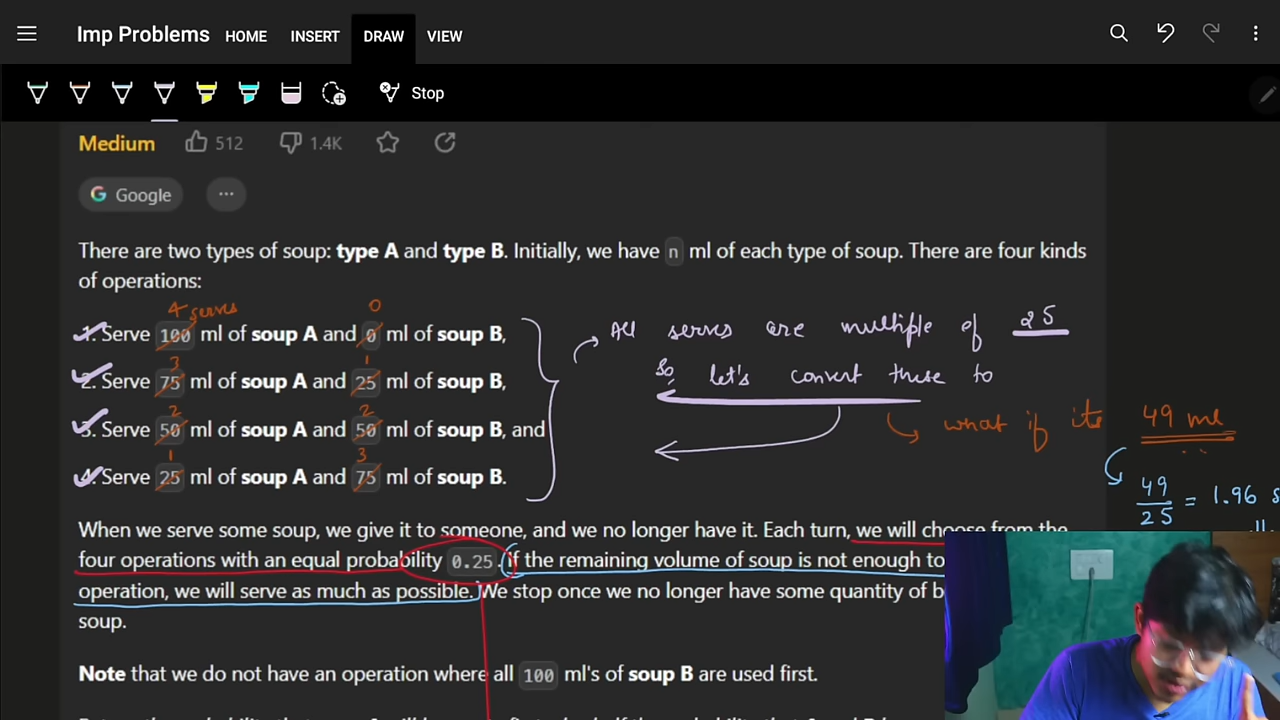 Imp Problems HOME INSERT DRAW VIEW
Stop
Medium 512 1.4K
Google ...
There are two types of soup: type A and type B. Initially, we have n ml of each type of soup. There are four kinds
of operations:
4 serves 0
1. Serve 100 ml of soup A and 0 ml of soup B,
All serves are multiple of 25
3 1
2. Serve 75 ml of soup A and 25 ml of soup B,
So, let's convert these to
2 2
3. Serve 50 ml of soup A and 50 ml of soup B, and
what if its 49 ml
1 3
4. Serve 25 ml of soup A and 75 ml of soup B.
49/25 = 1.96 s
When we serve some soup, we give it to someone, and we no longer have it. Each turn, we will choose from the
four operations with an equal probability 0.25. If the remaining volume of soup is not enough to
operation, we will serve as much as possible. We stop once we no longer have some quantity of b
soup.
Note that we do not have an operation where all 100 ml's of soup B are used first.